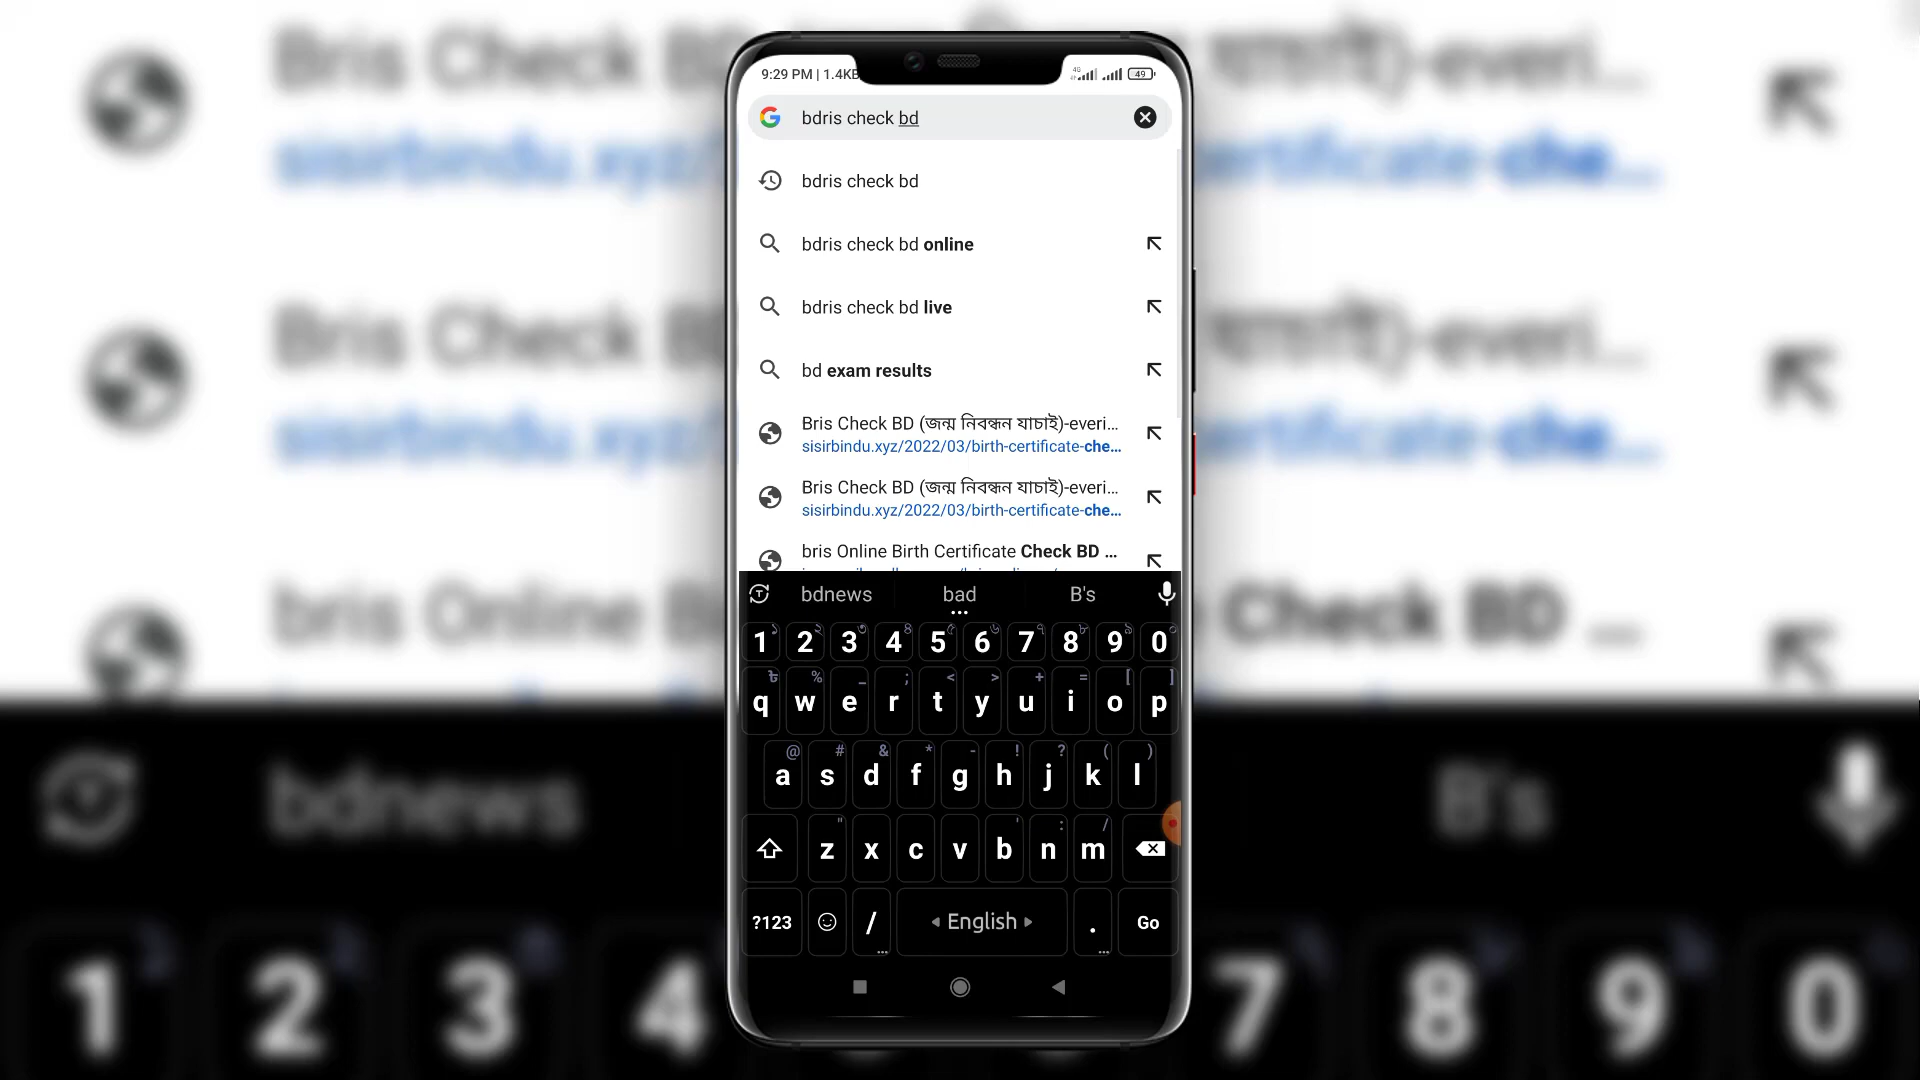 9:29 PM | 1.4KB
4G
49
bdris check bd
bdris check bd
bdris check bd online
bdris check bd live
bd exam results
Bris Check BD (জন্ম নিবন্ধন যাচাই)-everi...
sisirbindu.xyz/2022/03/birth-certificate-che...
Bris Check BD (জন্ম নিবন্ধন যাচাই)-everi...
sisirbindu.xyz/2022/03/birth-certificate-che...
bris Online Birth Certificate Check BD ...
bdnews bad B's
1 2 3 4 5 6 7 8 9 0
q w e r t y u i o p
a s d f g h j k l
z x c v b n m
?123 / English . Go